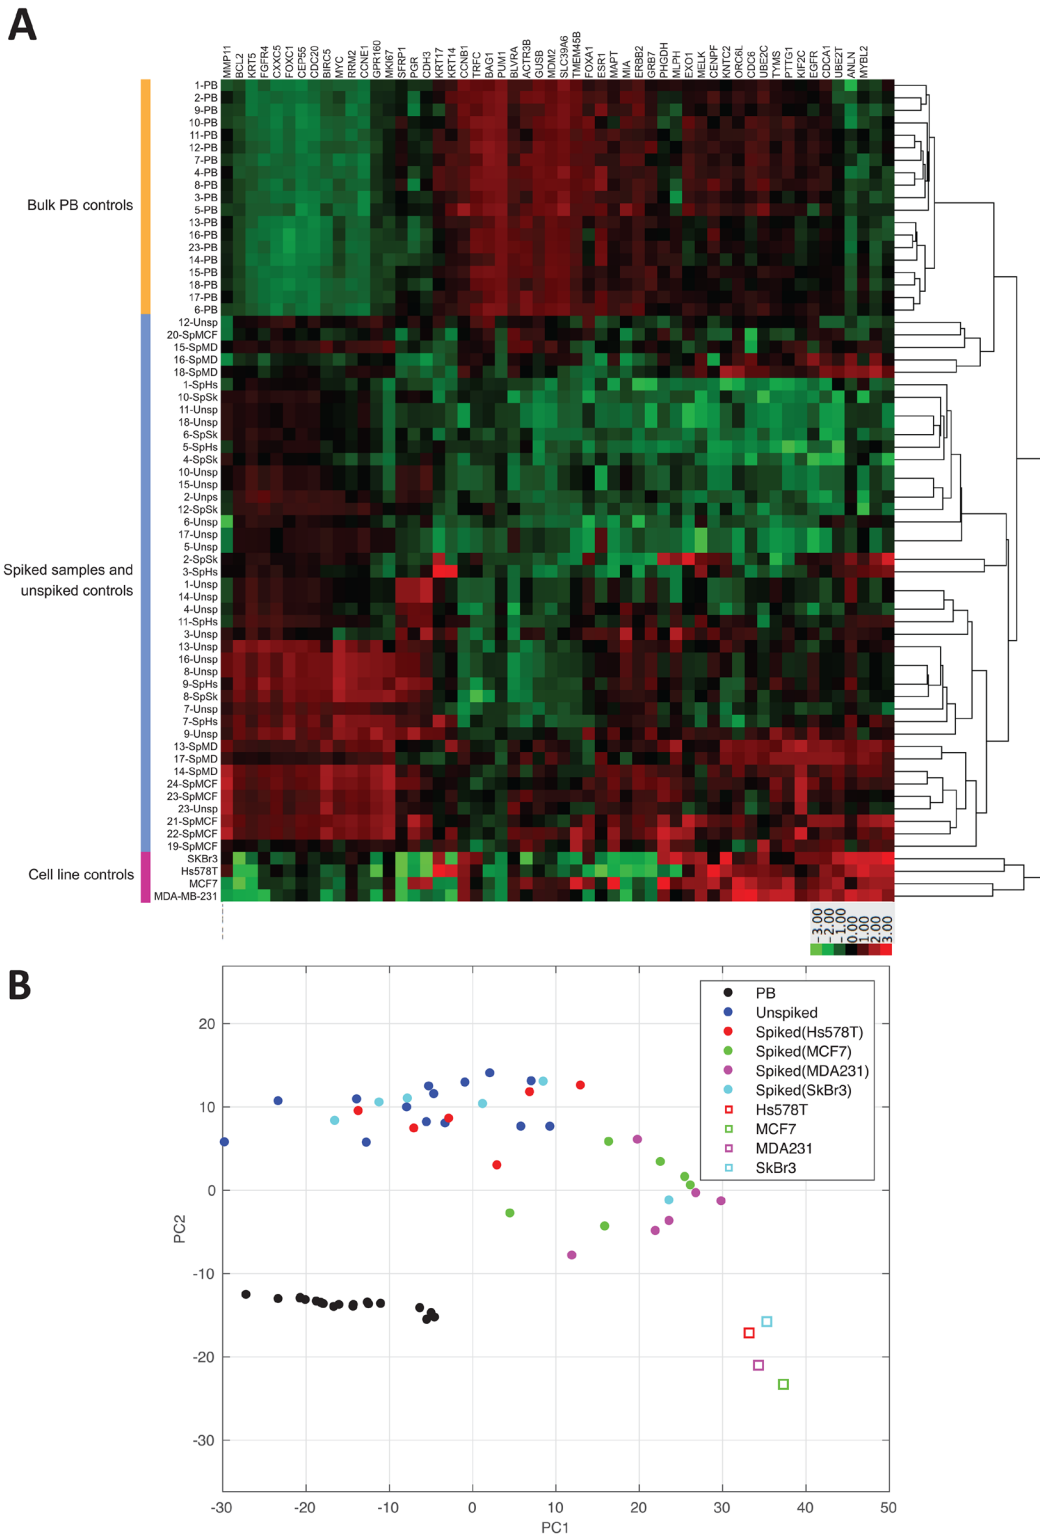 A
MMP11 BCL2 KRT5 FGFR4 CXXC5 FOXC1 CEP55 CDC20 BIRC5 MYC RRM2 CCNE1 GPR160 MKI67 SFRP1 PGR CDH3 KRT17 KRT14 CCNB1 TRFC BAG1 PUM1 BLVRA ACTR3B GUSB MDM2 SLC39A6 TMEM45B FOXA1 ESR1 MAPT MIA ERBB2 GRB7 PHGDH MLPH EXO1 MELK CENPF KNTC2 ORC6L CDC6 UBE2C TYMS PTTG1 KIF2C EGFR CDCA1 UBE2T ANLN MYBL2
1-PB
2-PB
9-PB
10-PB
11-PB
12-PB
7-PB
4-PB
8-PB
3-PB
Bulk PB controls
5-PB
13-PB
16-PB
23-PB
14-PB
15-PB
18-PB
17-PB
6-PB
12-Unsp
20-SpMCF
15-SpMD
16-SpMD
18-SpMD
1-SpHs
10-SpSk
11-Unsp
18-Unsp
6-SpSk
5-SpHs
4-SpSk
10-Unsp
15-Unsp
2-Unps
12-SpSk
6-Unsp
17-Unsp
5-Unsp
2-SpSk
Spiked samples and
unspiked controls
3-SpHs
1-Unsp
14-Unsp
4-Unsp
11-SpHs
3-Unsp
13-Unsp
16-Unsp
8-Unsp
9-SpHs
8-SpSk
7-Unsp
7-SpHs
9-Unsp
13-SpMD
17-SpMD
14-SpMD
24-SpMCF
23-SpMCF
23-Unsp
21-SpMCF
22-SpMCF
19-SpMCF
SKBr3
Hs578T
Cell line controls
MCF7
MDA-MB-231
-3.00 -2.00 -1.00 0.00 1.00 2.00 3.00
B
PB
Unspiked
Spiked(Hs578T)
Spiked(MCF7)
Spiked(MDA231)
Spiked(SkBr3)
Hs578T
MCF7
MDA231
SkBr3
20
10
0
-10
-20
-30
PC2
-30 -20 -10 0 10 20 30 40 50
PC1